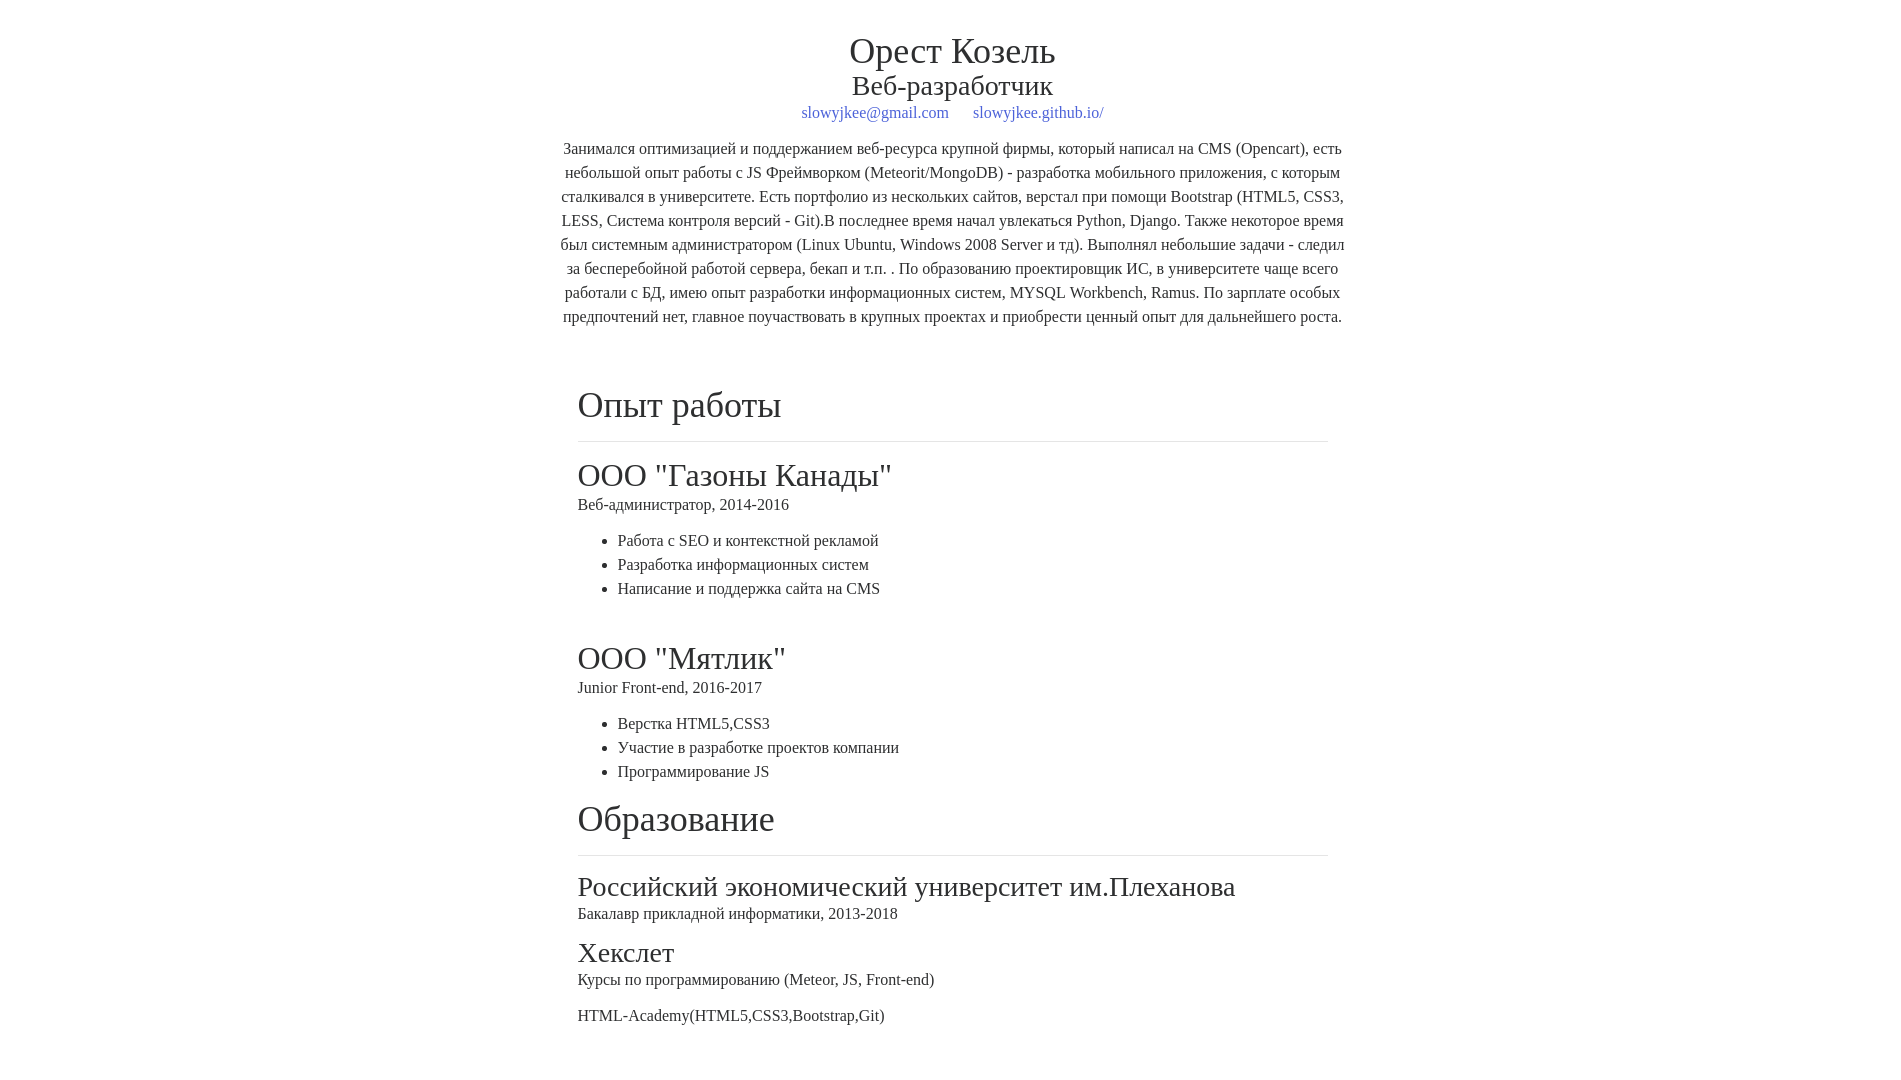 Орест Козель
Веб-разработчик
slowyjkee@gmail.com slowyjkee.github.io/
Занимался оптимизацией и поддержанием веб-ресурса крупной фирмы, который написал на CMS (Opencart), есть
небольшой опыт работы с JS Фреймворком (Meteorit/MongoDB) - разработка мобильного приложения, с которым
сталкивался в университете. Есть портфолио из нескольких сайтов, верстал при помощи Bootstrap (HTML5, CSS3,
LESS, Система контроля версий - Git).В последнее время начал увлекаться Python, Django. Также некоторое время
был системным администратором (Linux Ubuntu, Windows 2008 Server и тд). Выполнял небольшие задачи - следил
за бесперебойной работой сервера, бекап и т.п. . По образованию проектировщик ИС, в университете чаще всего
работали с БД, имею опыт разработки информационных систем, MYSQL Workbench, Ramus. По зарплате особых
предпочтений нет, главное поучаствовать в крупных проектах и приобрести ценный опыт для дальнейшего роста.
Опыт работы
ООО "Газоны Канады"
Веб-администратор, 2014-2016
• Работа с SEO и контекстной рекламой
• Разработка информационных систем
• Написание и поддержка сайта на CMS
ООО "Мятлик"
Junior Front-end, 2016-2017
• Верстка HTML5,CSS3
• Участие в разработке проектов компании
• Программирование JS
Образование
Российский экономический университет им.Плеханова
Бакалавр прикладной информатики, 2013-2018
Хекслет
Курсы по программированию (Meteor, JS, Front-end)
HTML-Academy(HTML5,CSS3,Bootstrap,Git)